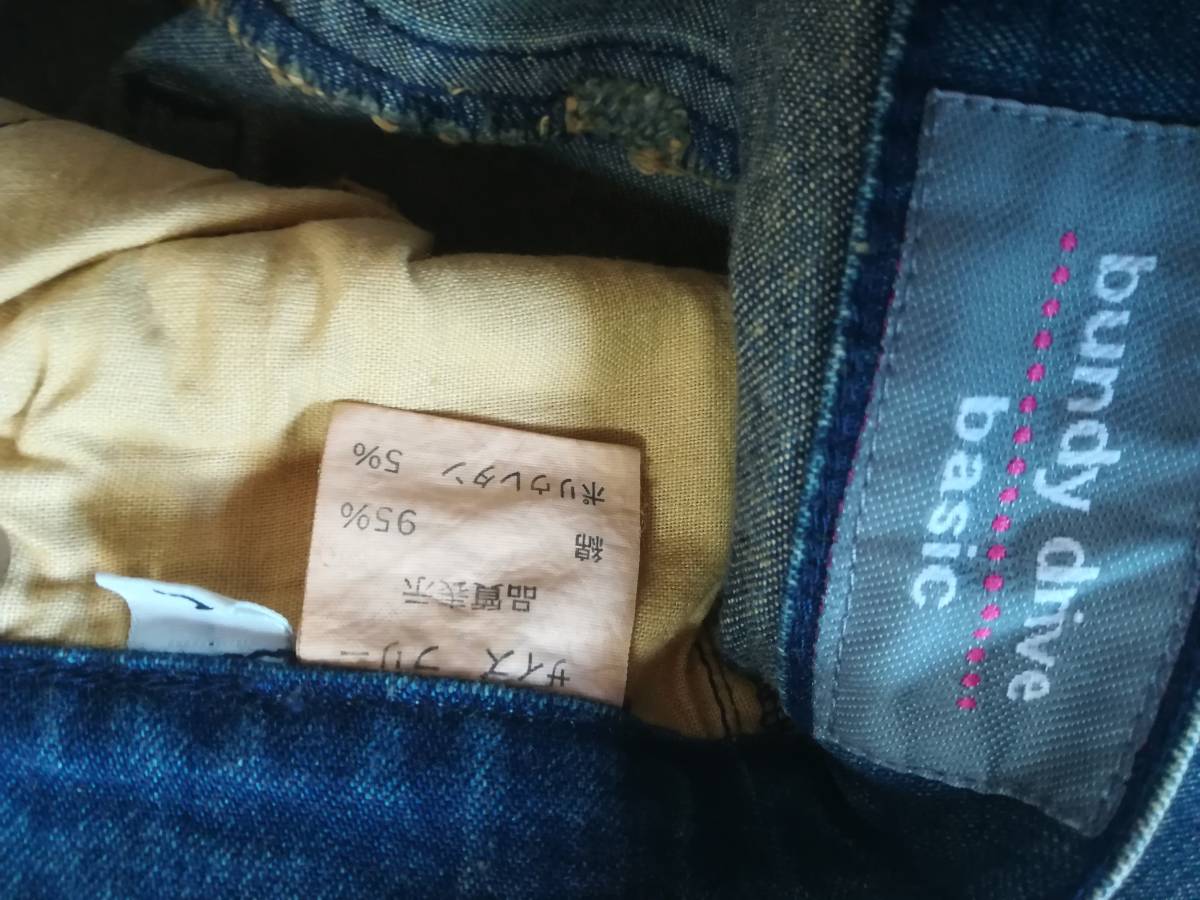 bundy drive
basic
サイズ フリー
品質表示
綿 95%
ポリウレタン 5%